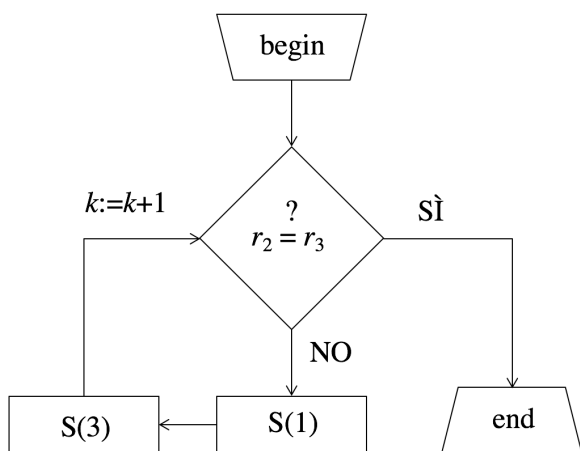 begin
k:=k+1
?
r₂ = r₃
SÌ
NO
S(3)
S(1)
end